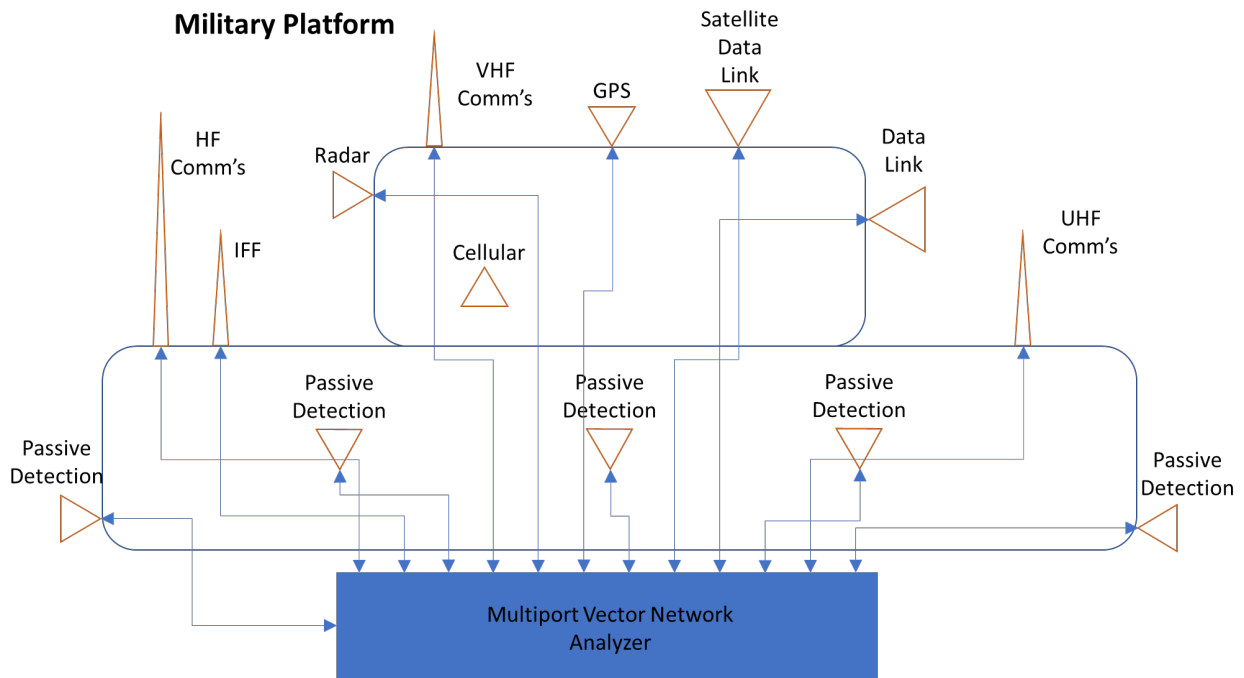 Military Platform
Satellite
Data
Link
VHF
Comm's
GPS
HF
Comm's
Radar
Data
Link
IFF
Cellular
UHF
Comm's
Passive
Detection
Passive
Detection
Passive
Detection
Passive
Detection
Passive
Detection
Multiport Vector Network
Analyzer